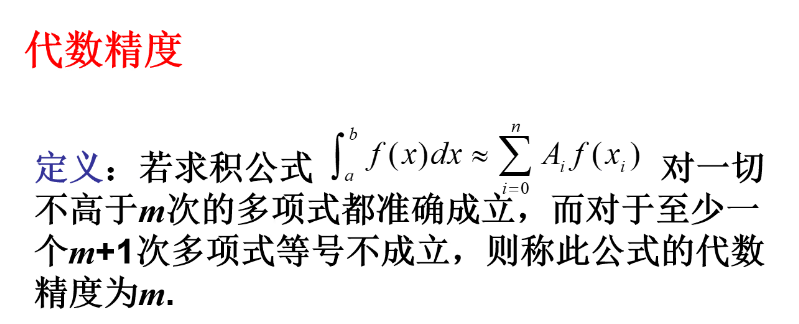 代数精度
定义：若求积公式 $\int_a^b f(x)dx \approx \sum_{i=0}^{n} A_i f(x_i)$ 对一切
不高于m次的多项式都准确成立，而对于至少一
个m+1次多项式等号不成立，则称此公式的代数
精度为m.